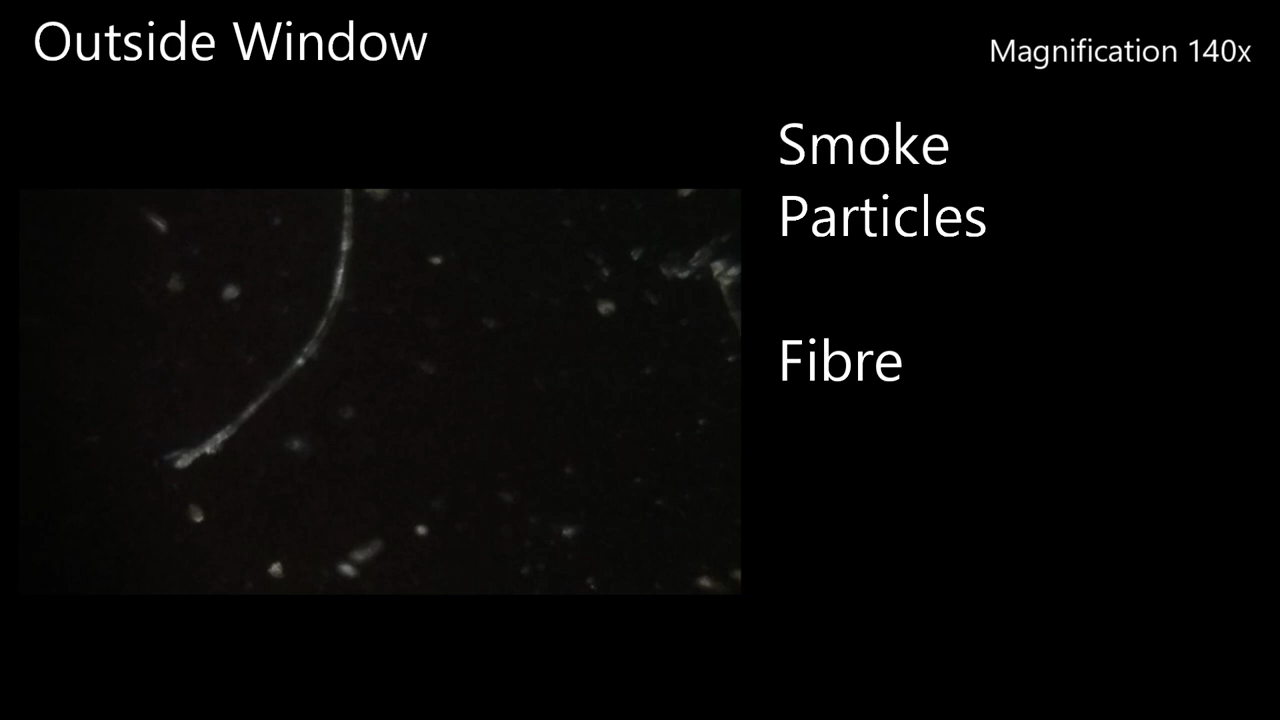 Outside Window
Magnification 140x
Smoke
Particles
Fibre